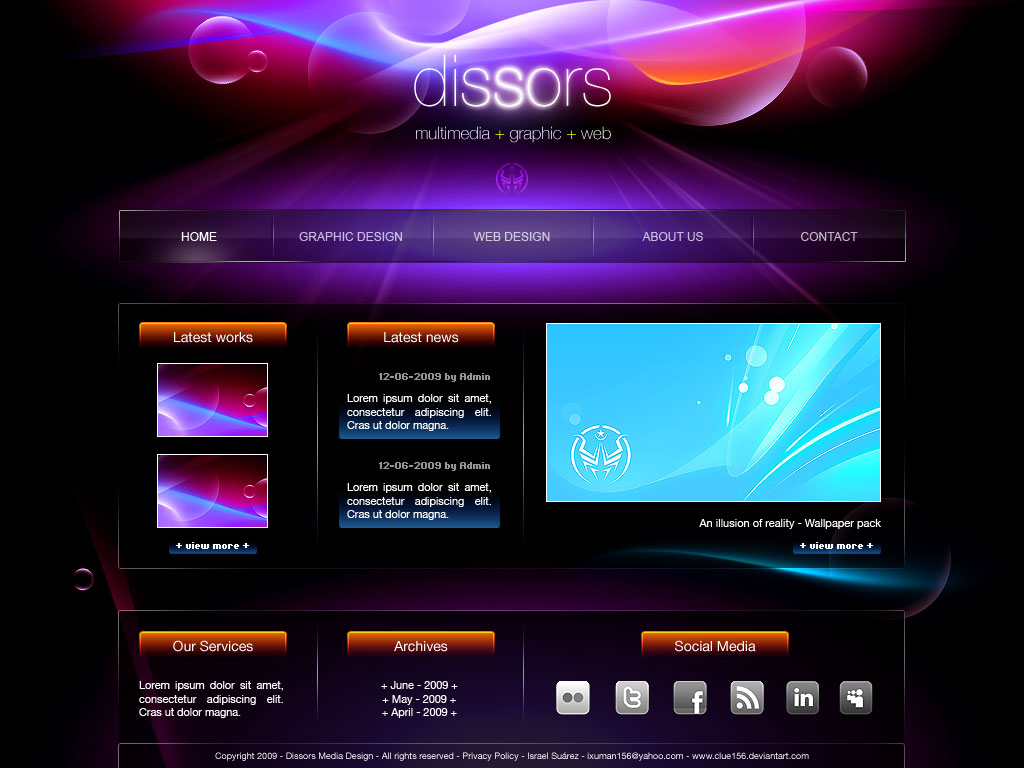 dissors
multimedia + graphic + web
HOME
GRAPHIC DESIGN
WEB DESIGN
ABOUT US
CONTACT
Latest works
+ view more +
Latest news
12-06-2009 by Admin
Lorem ipsum dolor sit amet,
consectetur adipiscing elit.
Cras ut dolor magna.
12-06-2009 by Admin
Lorem ipsum dolor sit amet,
consectetur adipiscing elit.
Cras ut dolor magna.
An illusion of reality - Wallpaper pack
+ view more +
Our Services
Lorem ipsum dolor sit amet,
consectetur adipiscing elit.
Cras ut dolor magna.
Archives
+ June - 2009 +
+ May - 2009 +
+ April - 2009 +
Social Media
t
f
in
Copyright 2009 - Dissors Media Design - All rights reserved - Privacy Policy - Israel Suárez - ixuman156@yahoo.com - www.clue156.deviantart.com